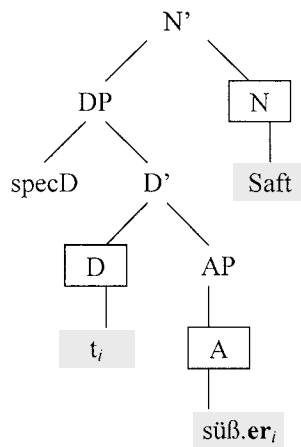 N'
DP N
specD D' Saft
D AP
t_i A
süß.er_i